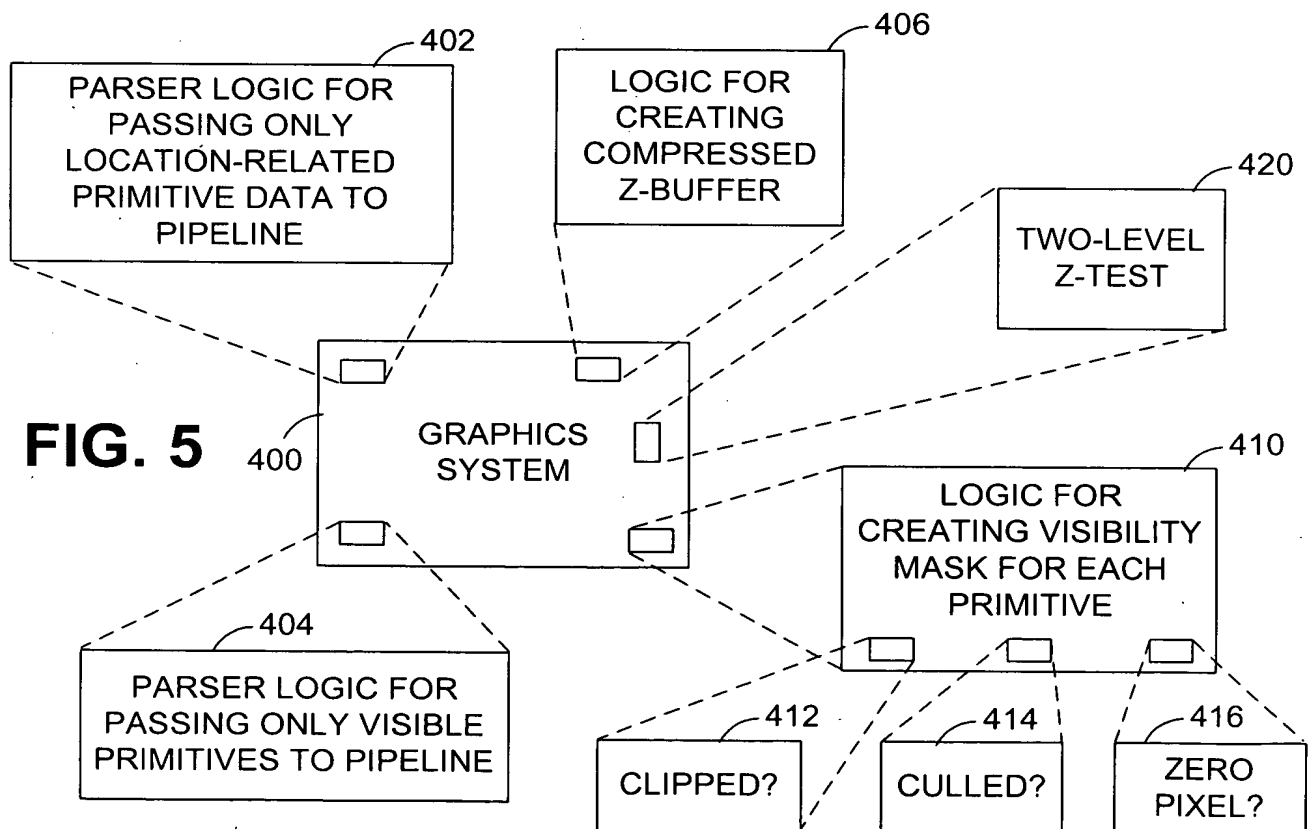 402
PARSER LOGIC FOR
PASSING ONLY
LOCATION-RELATED
PRIMITIVE DATA TO
PIPELINE
406
LOGIC FOR
CREATING
COMPRESSED
Z-BUFFER
420
TWO-LEVEL
Z-TEST
FIG. 5
400
GRAPHICS
SYSTEM
410
LOGIC FOR
CREATING VISIBILITY
MASK FOR EACH
PRIMITIVE
404
PARSER LOGIC FOR
PASSING ONLY VISIBLE
PRIMITIVES TO PIPELINE
412
CLIPPED?
414
CULLED?
416
ZERO
PIXEL?